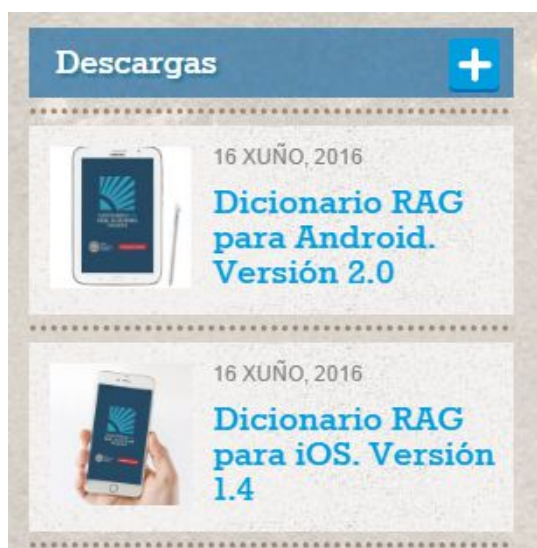 Descargas
16 XUÑO, 2016
Dicionario RAG
para Android.
Versión 2.0
16 XUÑO, 2016
Dicionario RAG
para iOS. Versión
1.4